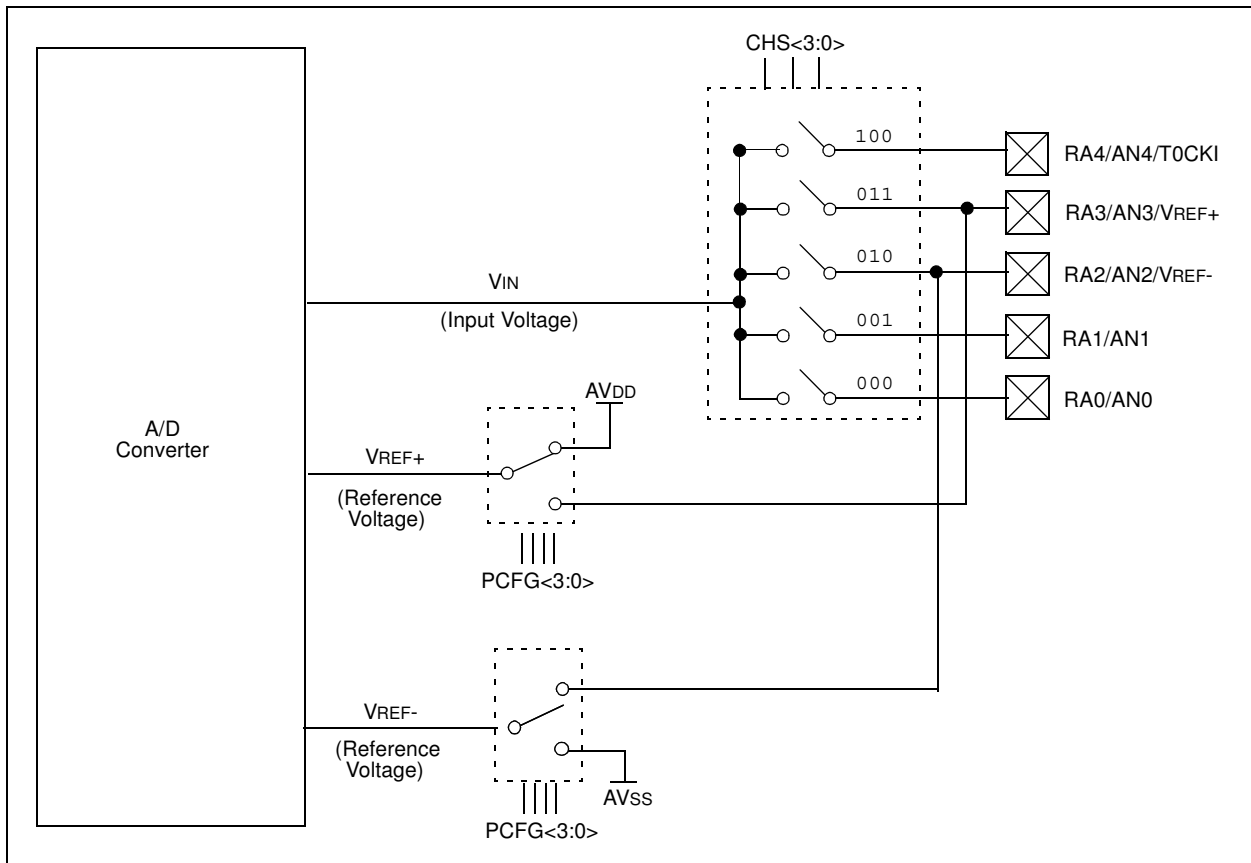 CHS<3:0>
100
RA4/AN4/T0CKI
011
RA3/AN3/VREF+
010
RA2/AN2/VREF-
VIN
(Input Voltage)
001
RA1/AN1
000
RA0/AN0
AVDD
A/D
Converter
VREF+
(Reference
Voltage)
PCFG<3:0>
VREF-
(Reference
Voltage)
AVSS
PCFG<3:0>